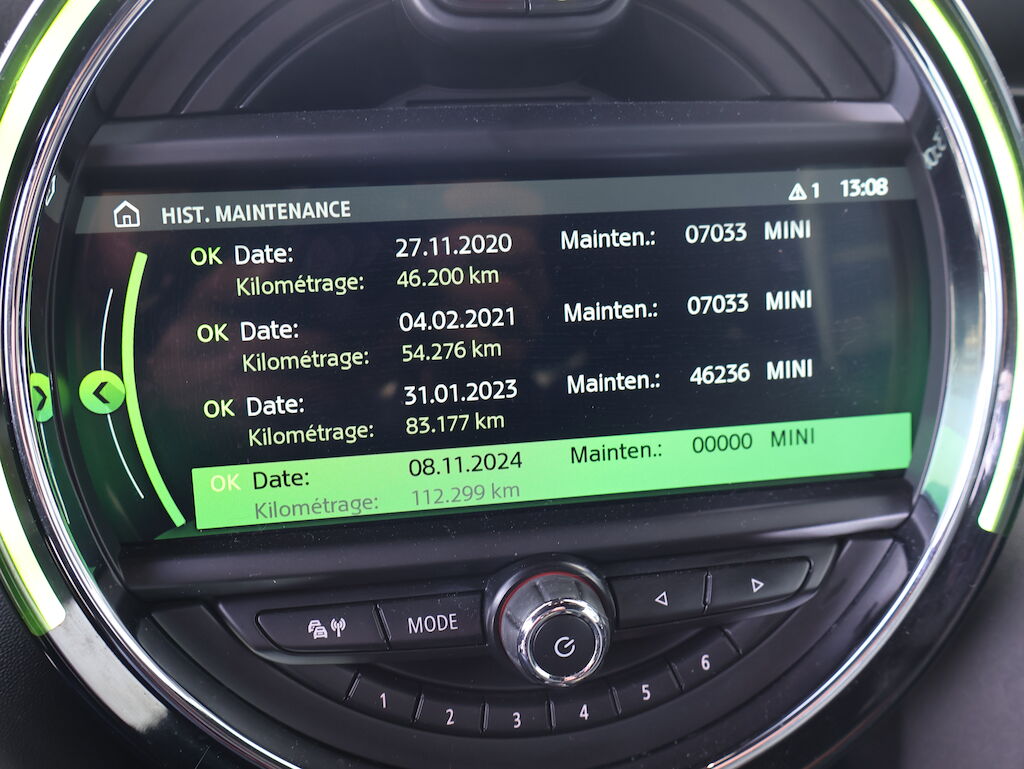 HIST. MAINTENANCE 1 13:08
OK Date: 27.11.2020 Mainten.: 07033 MINI
Kilométrage: 46.200 km
OK Date: 04.02.2021 Mainten.: 07033 MINI
Kilométrage: 54.276 km
OK Date: 31.01.2023 Mainten.: 46236 MINI
Kilométrage: 83.177 km
OK Date: 08.11.2024 Mainten.: 00000 MINI
Kilométrage: 112.299 km
MODE
1 2 3 4 5 6